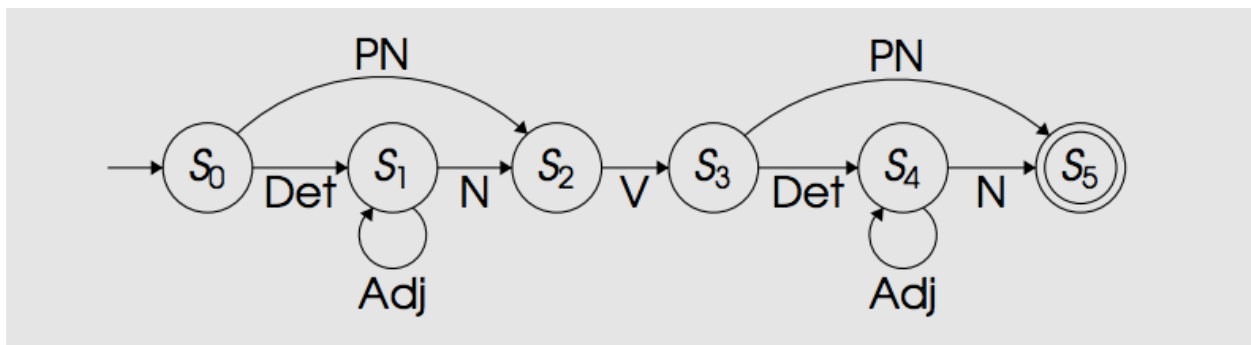 PN PN
S0 S1 S2 S3 S4 S5
Det N V Det N
Adj Adj